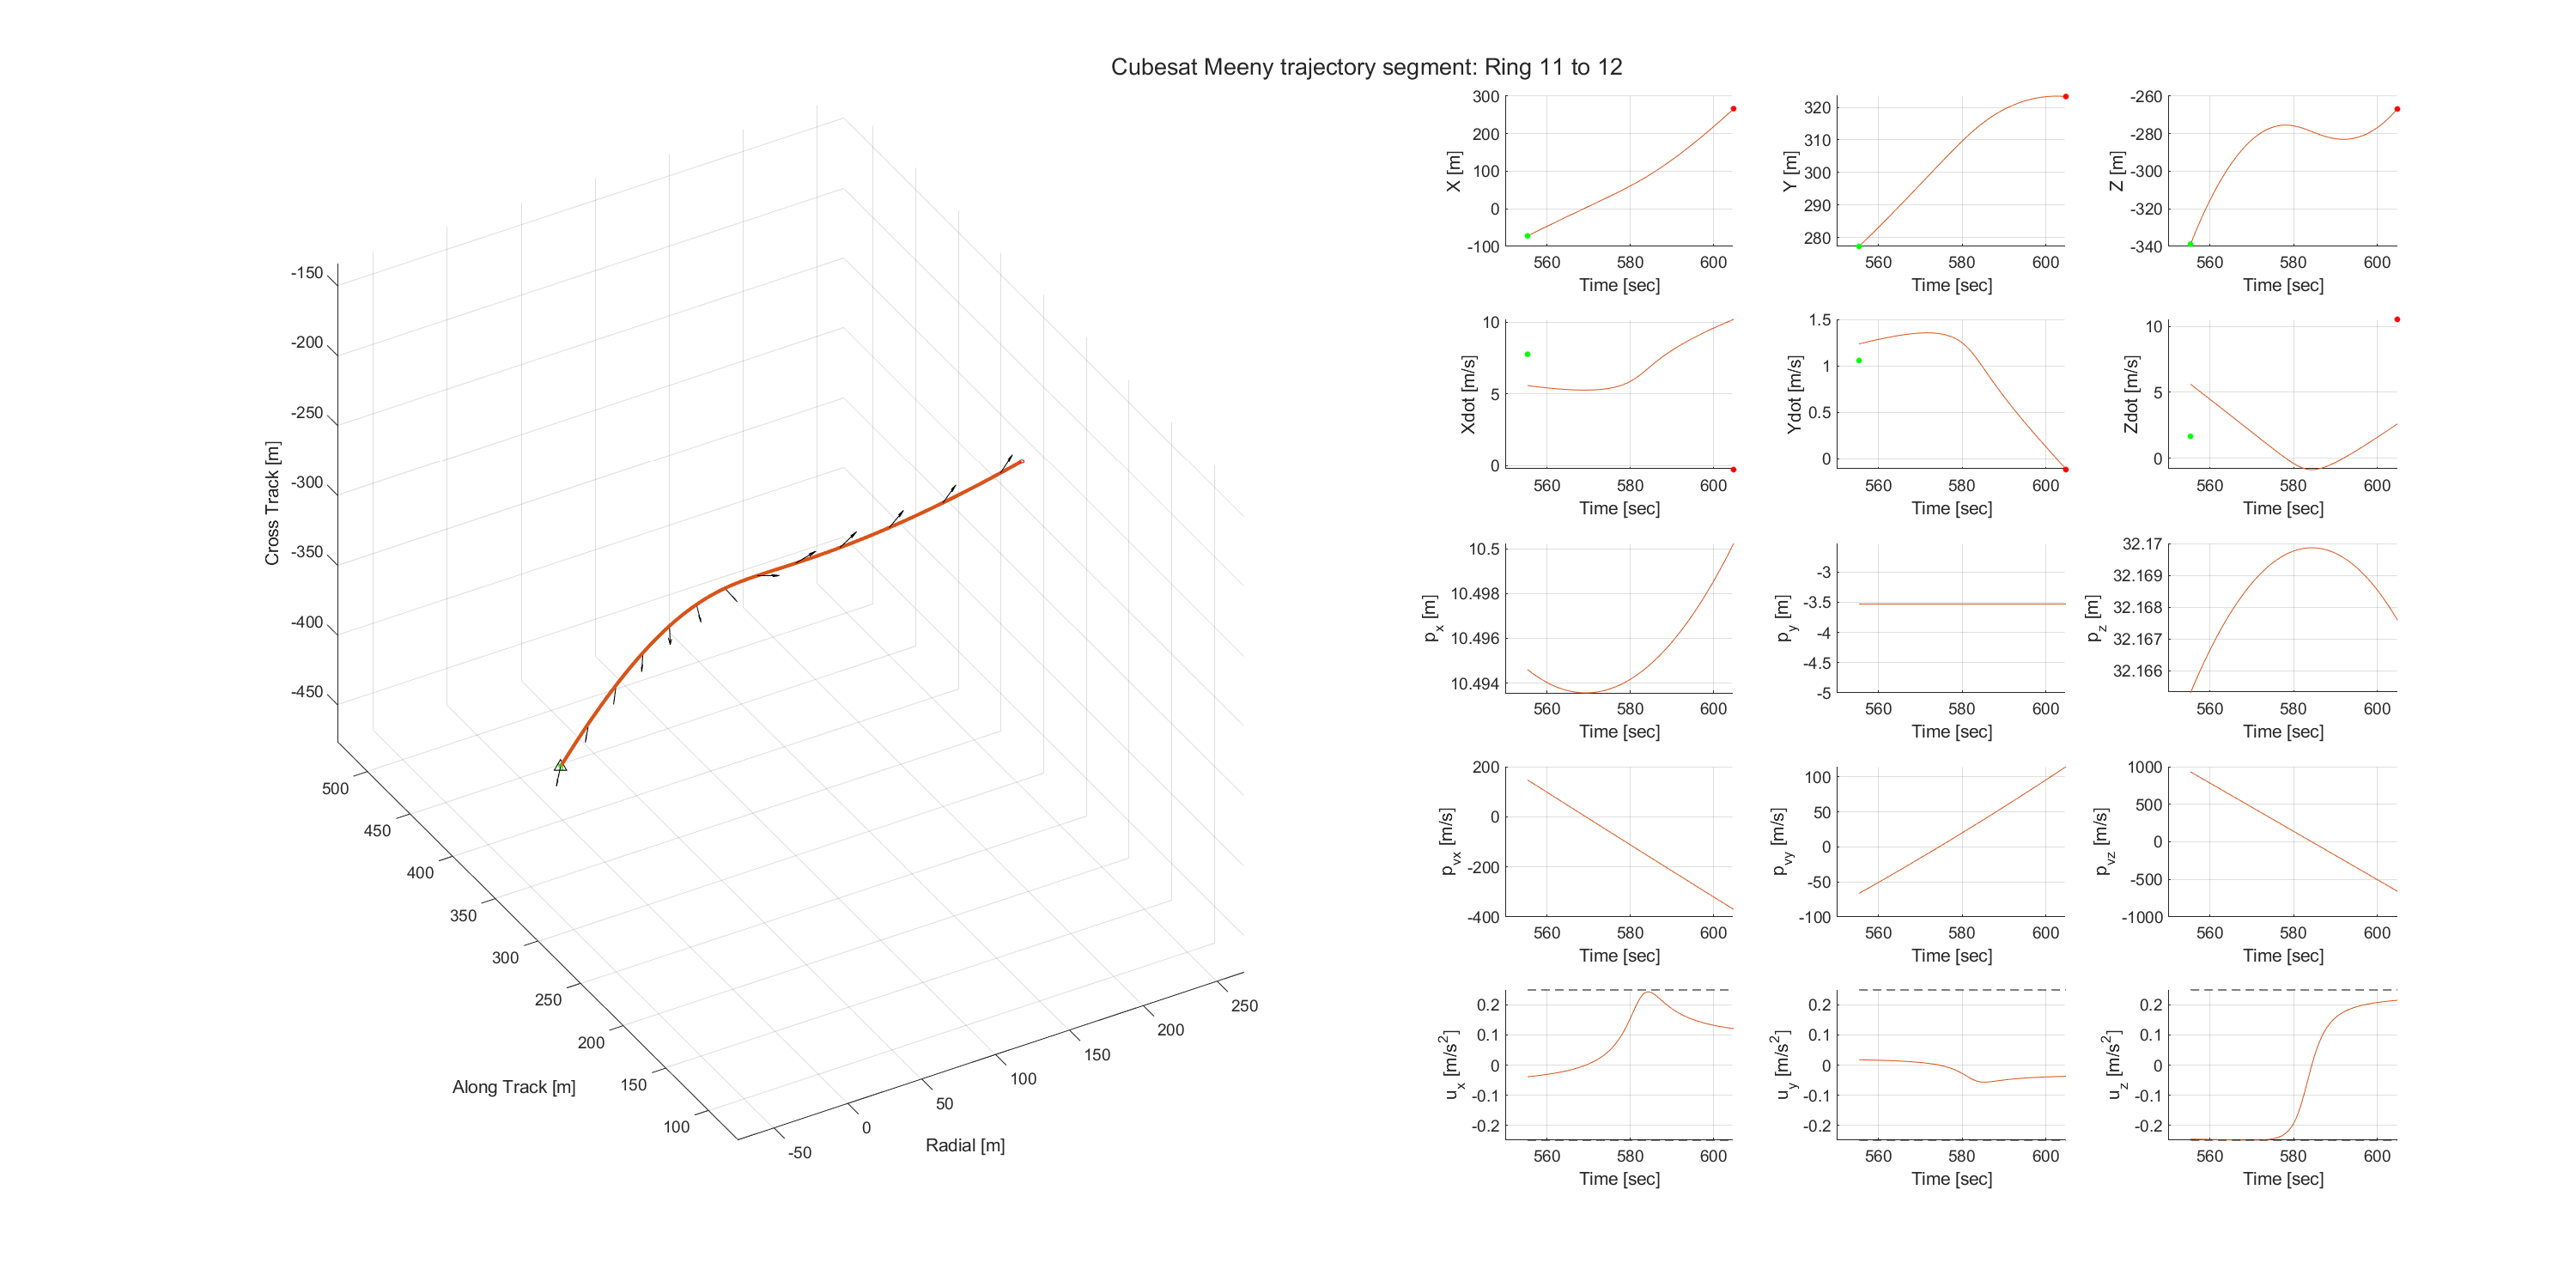 Cubesat Meeny trajectory segment: Ring 11 to 12
-150
-200
-250
-300
-350
-400
-450
Cross Track [m]
500
450
400
350
300
250
200
150
100
Along Track [m]
-50
0
50
100
150
200
250
Radial [m]
300
200
100
0
-100
X [m]
560 580 600
Time [sec]
320
310
300
290
280
Y [m]
560 580 600
Time [sec]
-260
-280
-300
-320
-340
Z [m]
560 580 600
Time [sec]
10
5
0
Xdot [m/s]
560 580 600
Time [sec]
1.5
1
0.5
0
Ydot [m/s]
560 580 600
Time [sec]
10
5
0
Zdot [m/s]
560 580 600
Time [sec]
10.5
10.498
10.496
10.494
p_x [m]
560 580 600
Time [sec]
-3
-3.5
-4
-4.5
-5
p_y [m]
560 580 600
Time [sec]
32.17
32.169
32.168
32.167
32.166
p_z [m]
560 580 600
Time [sec]
200
0
-200
-400
p_vx [m/s]
560 580 600
Time [sec]
100
50
0
-50
-100
p_vy [m/s]
560 580 600
Time [sec]
1000
500
0
-500
-1000
p_vz [m/s]
560 580 600
Time [sec]
0.2
0.1
0
-0.1
-0.2
u_x [m/s²]
560 580 600
Time [sec]
0.2
0.1
0
-0.1
-0.2
u_y [m/s²]
560 580 600
Time [sec]
0.2
0.1
0
-0.1
-0.2
u_z [m/s²]
560 580 600
Time [sec]